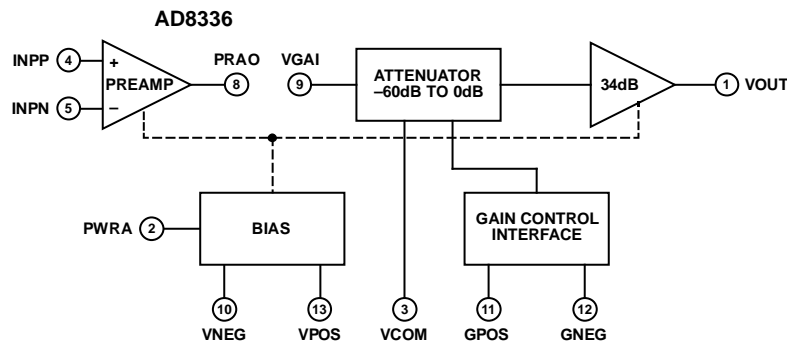 AD8336
INPP 4
+
PREAMP
PRAO
8
INPN 5
–
VGAI
9
ATTENUATOR
–60dB TO 0dB
34dB
1 VOUT
PWRA 2
BIAS
GAIN CONTROL
INTERFACE
10 13 3 11 12
VNEG VPOS VCOM GPOS GNEG